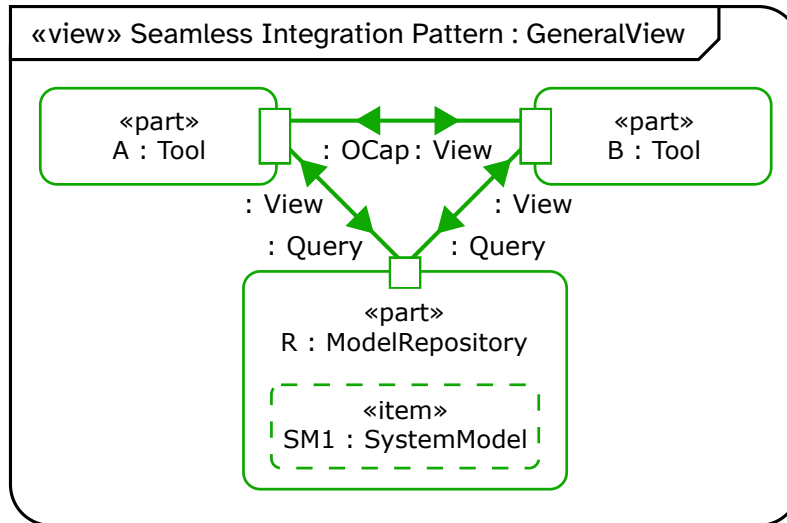 «view» Seamless Integration Pattern : GeneralView
«part»
A : Tool
«part»
B : Tool
: OCap
: View
: View
: View
: Query
: Query
«part»
R : ModelRepository
«item»
SM1 : SystemModel